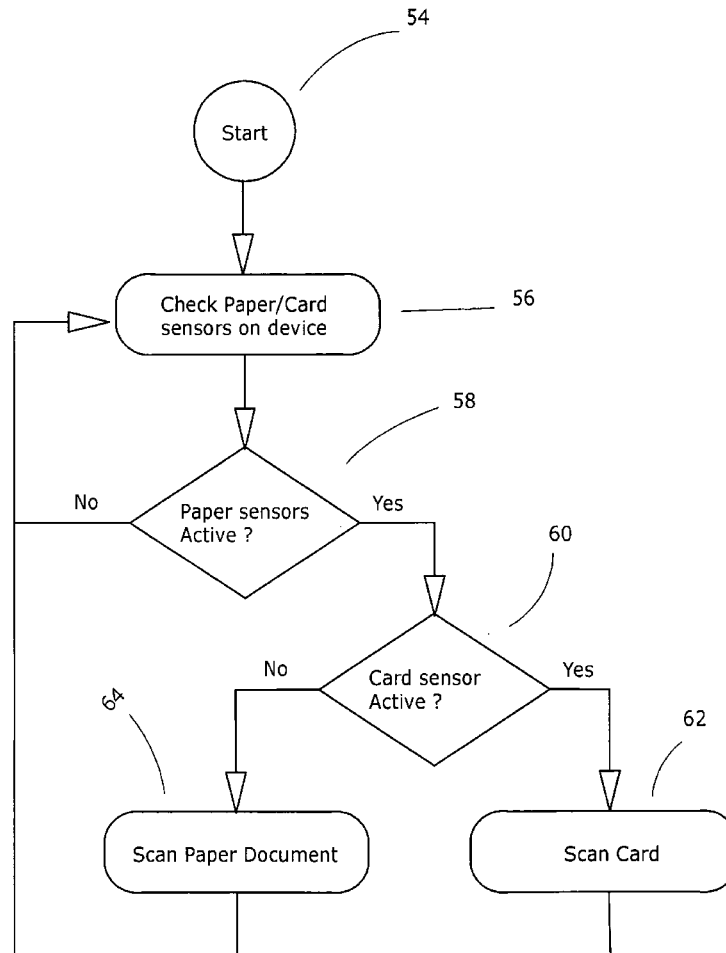 54
Start
Check Paper/Card
sensors on device
56
58
No
Paper sensors
Active ?
Yes
60
No
Card sensor
Active ?
Yes
64
62
Scan Paper Document
Scan Card